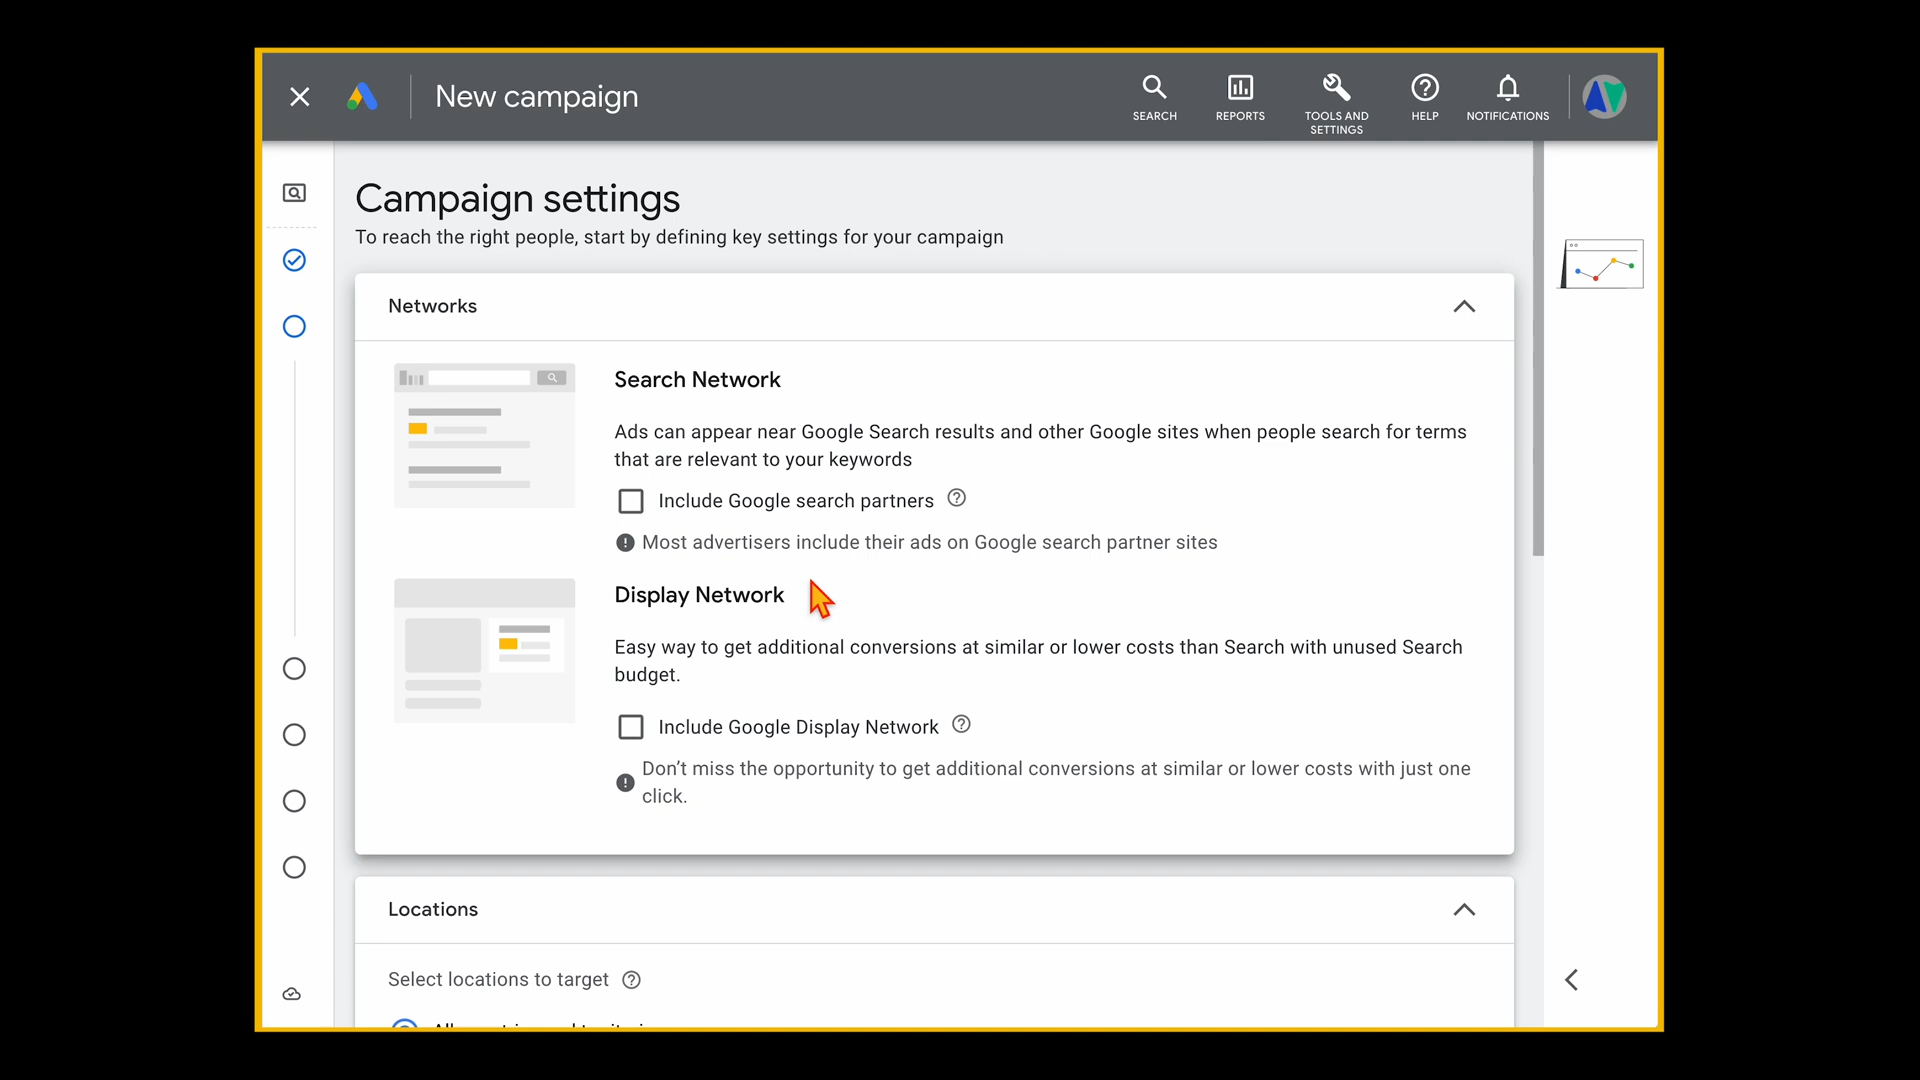 New campaign
SEARCH
REPORTS
TOOLS AND
SETTINGS
HELP
NOTIFICATIONS
Campaign settings
To reach the right people, start by defining key settings for your campaign
Networks
Search Network
Ads can appear near Google Search results and other Google sites when people search for terms
that are relevant to your keywords
Include Google search partners
Most advertisers include their ads on Google search partner sites
Display Network
Easy way to get additional conversions at similar or lower costs than Search with unused Search
budget.
Include Google Display Network
Don’t miss the opportunity to get additional conversions at similar or lower costs with just one
click.
Locations
Select locations to target